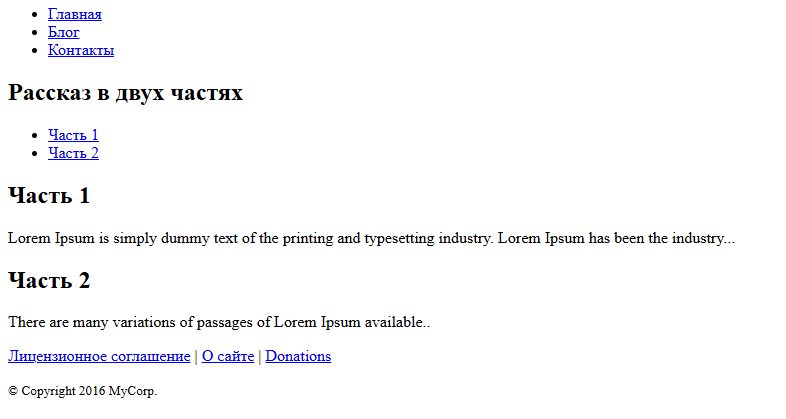 Главная
Блог
Контакты
Рассказ в двух частях
Часть 1
Часть 2
Часть 1
Lorem Ipsum is simply dummy text of the printing and typesetting industry. Lorem Ipsum has been the industry...
Часть 2
There are many variations of passages of Lorem Ipsum available..
Лицензионное соглашение | О сайте | Donations
© Copyright 2016 MyCorp.